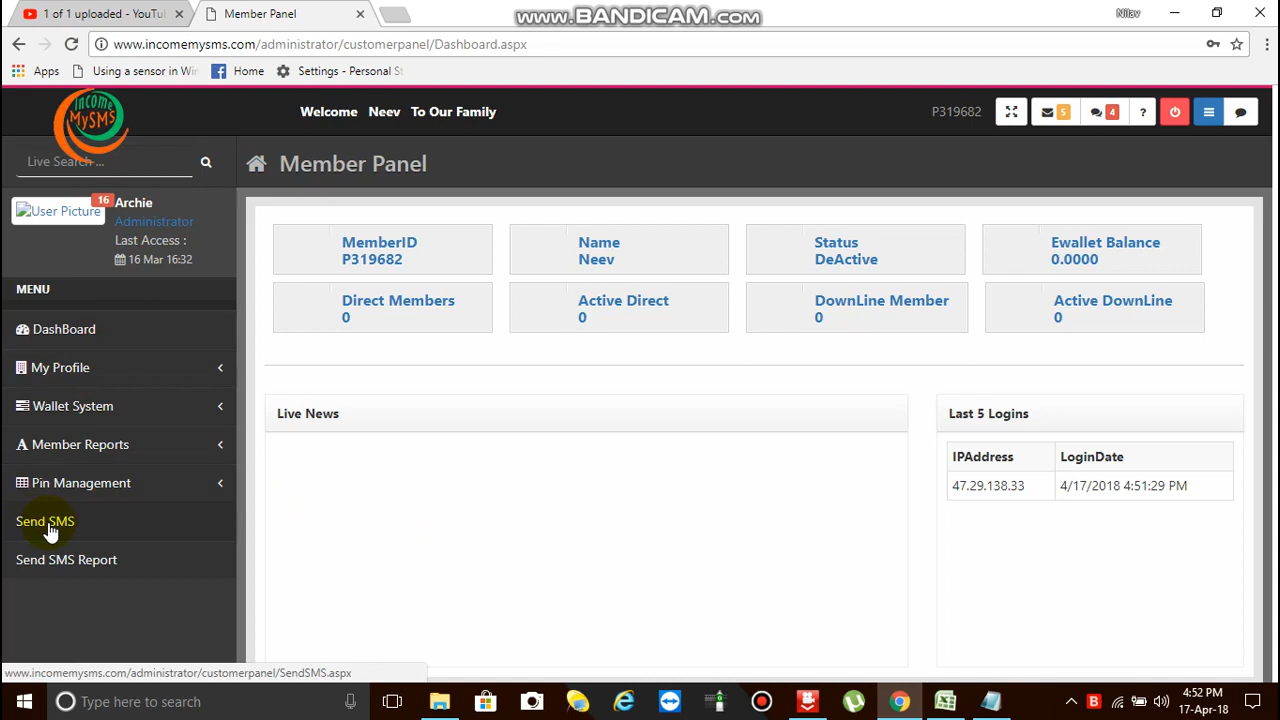 1 of 1 uploaded - YouTu
Member Panel
www.BANDICAM.com
Nilav
www.incomemysms.com/administrator/customerpanel/Dashboard.aspx
Apps
Using a sensor in Win
Home
Settings - Personal St
Income
MySMS
Welcome Neev To Our Family
P319682
5
4
?
Live Search ...
Member Panel
User Picture
16
Archie
Administrator
Last Access :
16 Mar 16:32
MENU
DashBoard
My Profile
Wallet System
Member Reports
Pin Management
Send SMS
Send SMS Report
MemberID
P319682
Name
Neev
Status
DeActive
Ewallet Balance
0.0000
Direct Members
0
Active Direct
0
DownLine Member
0
Active DownLine
0
Live News
Last 5 Logins
IPAddress LoginDate
47.29.138.33 4/17/2018 4:51:29 PM
www.incomemysms.com/administrator/customerpanel/SendSMS.aspx
Type here to search
4:52 PM
17-Apr-18